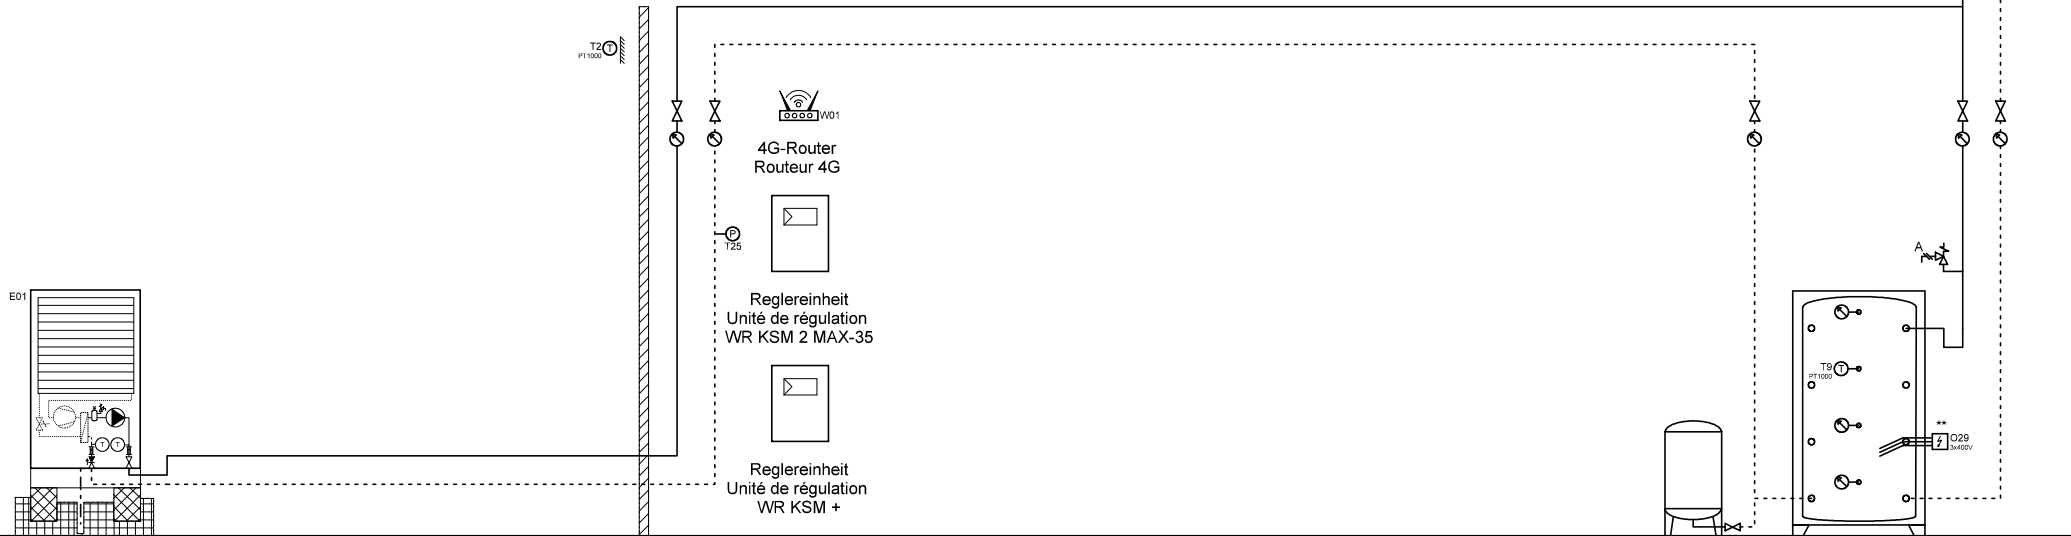 T2
T
PT1000
W01
4G-Router
Routeur 4G
P
T25
A
E01
Reglereinheit
Unité de régulation
WR KSM 2 MAX-35
T9
T
PT1000
T
T
**
O29
3x400V
Reglereinheit
Unité de régulation
WR KSM +